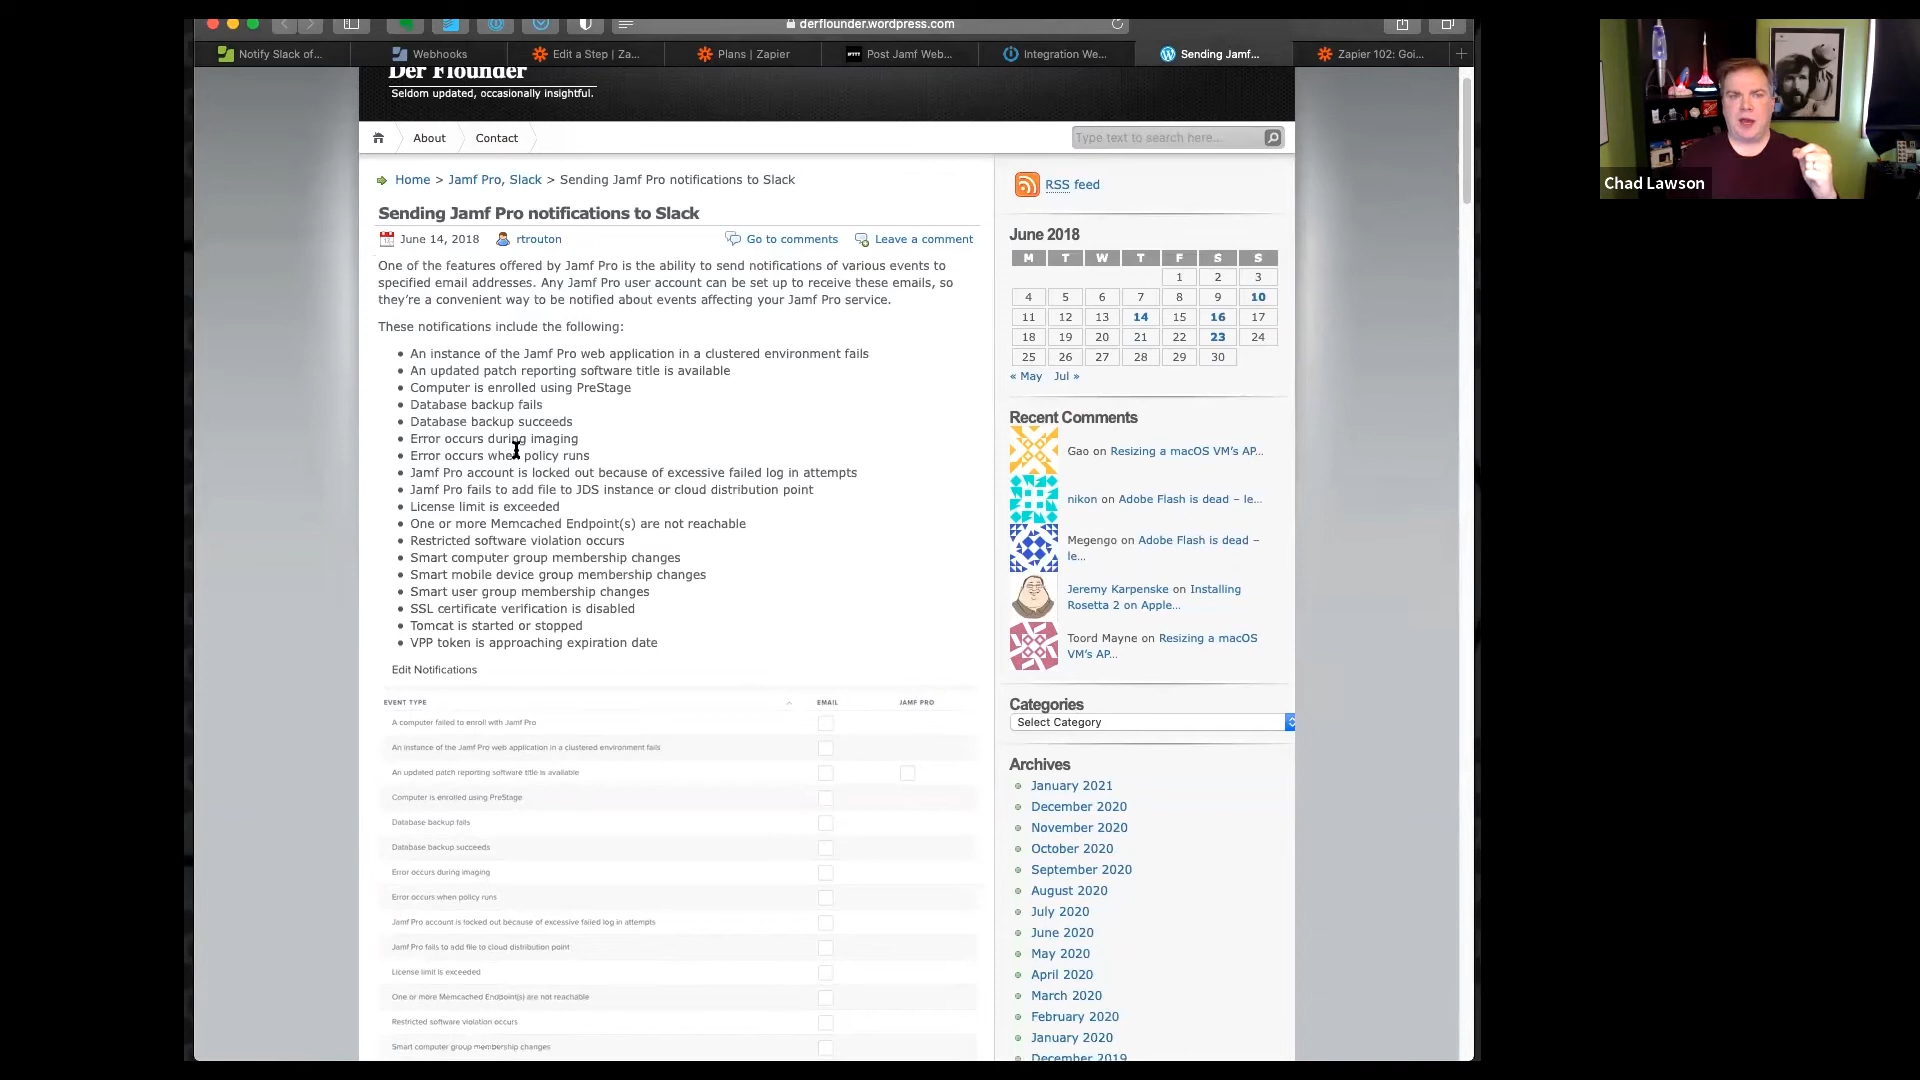 derflounder.wordpress.com
Notify Slack of...
Webhooks
Edit a Step | Za...
Plans | Zapier
Post Jamf Web...
Integration We...
Sending Jamf...
Zapier 102: Goi...
Der Flounder
Seldom updated, occasionally insightful.
About
Contact
Type text to search here...
Home > Jamf Pro, Slack > Sending Jamf Pro notifications to Slack
Sending Jamf Pro notifications to Slack
June 14, 2018 rtrouton Go to comments Leave a comment
One of the features offered by Jamf Pro is the ability to send notifications of various events to
specified email addresses. Any Jamf Pro user account can be set up to receive these emails, so
they're a convenient way to be notified about events affecting your Jamf Pro service.
These notifications include the following:
An instance of the Jamf Pro web application in a clustered environment fails
An updated patch reporting software title is available
Computer is enrolled using PreStage
Database backup fails
Database backup succeeds
Error occurs during imaging
Error occurs when policy runs
Jamf Pro account is locked out because of excessive failed log in attempts
Jamf Pro fails to add file to JDS instance or cloud distribution point
License limit is exceeded
One or more Memcached Endpoint(s) are not reachable
Restricted software violation occurs
Smart computer group membership changes
Smart mobile device group membership changes
Smart user group membership changes
SSL certificate verification is disabled
Tomcat is started or stopped
VPP token is approaching expiration date
Edit Notifications
EVENT TYPE EMAIL JAMF PRO
A computer failed to enroll with Jamf Pro
An instance of the Jamf Pro web application in a clustered environment fails
An updated patch reporting software title is available
Computer is enrolled using PreStage
Database backup fails
Database backup succeeds
Error occurs during imaging
Error occurs when policy runs
Jamf Pro account is locked out because of excessive failed log in attempts
Jamf Pro fails to add file to cloud distribution point
License limit is exceeded
One or more Memcached Endpoint(s) are not reachable
Restricted software violation occurs
Smart computer group membership changes
RSS feed
June 2018
M T W T F S S
1 2 3
4 5 6 7 8 9 10
11 12 13 14 15 16 17
18 19 20 21 22 23 24
25 26 27 28 29 30
« May Jul »
Recent Comments
Gao on Resizing a macOS VM's AP...
nikon on Adobe Flash is dead – le...
Megengo on Adobe Flash is dead –
le...
Jeremy Karpenske on Installing
Rosetta 2 on Apple...
Toord Mayne on Resizing a macOS
VM's AP...
Categories
Select Category
Archives
January 2021
December 2020
November 2020
October 2020
September 2020
August 2020
July 2020
June 2020
May 2020
April 2020
March 2020
February 2020
January 2020
December 2019
Chad Lawson